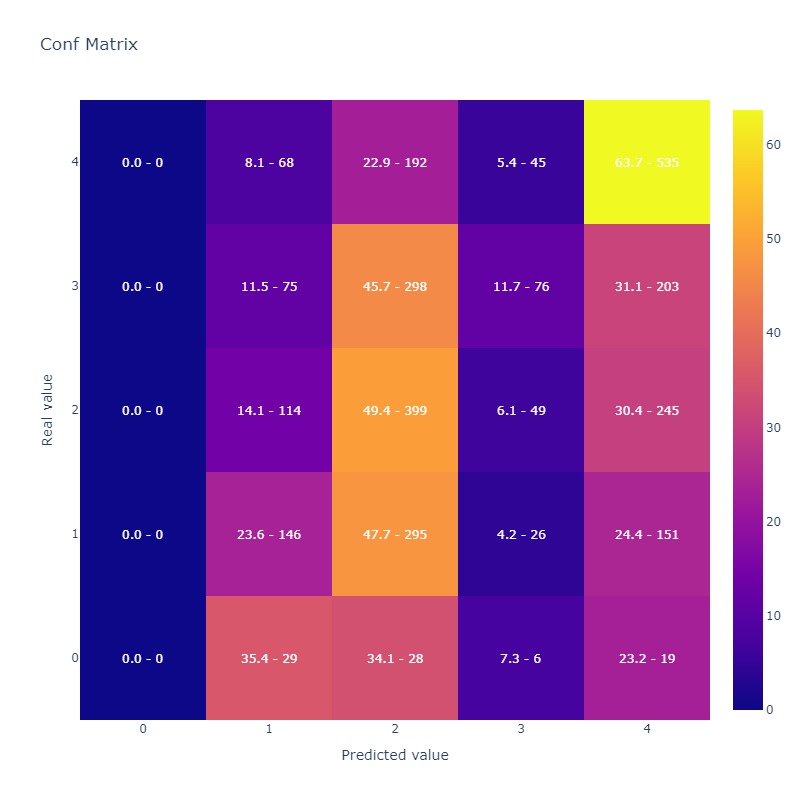 Conf Matrix
4 0.0 - 0 8.1 - 68 22.9 - 192 5.4 - 45 63.7 - 535
3 0.0 - 0 11.5 - 75 45.7 - 298 11.7 - 76 31.1 - 203
2 0.0 - 0 14.1 - 114 49.4 - 399 6.1 - 49 30.4 - 245
1 0.0 - 0 23.6 - 146 47.7 - 295 4.2 - 26 24.4 - 151
0 0.0 - 0 35.4 - 29 34.1 - 28 7.3 - 6 23.2 - 19
0 1 2 3 4
Predicted value
Real value
60
50
40
30
20
10
0